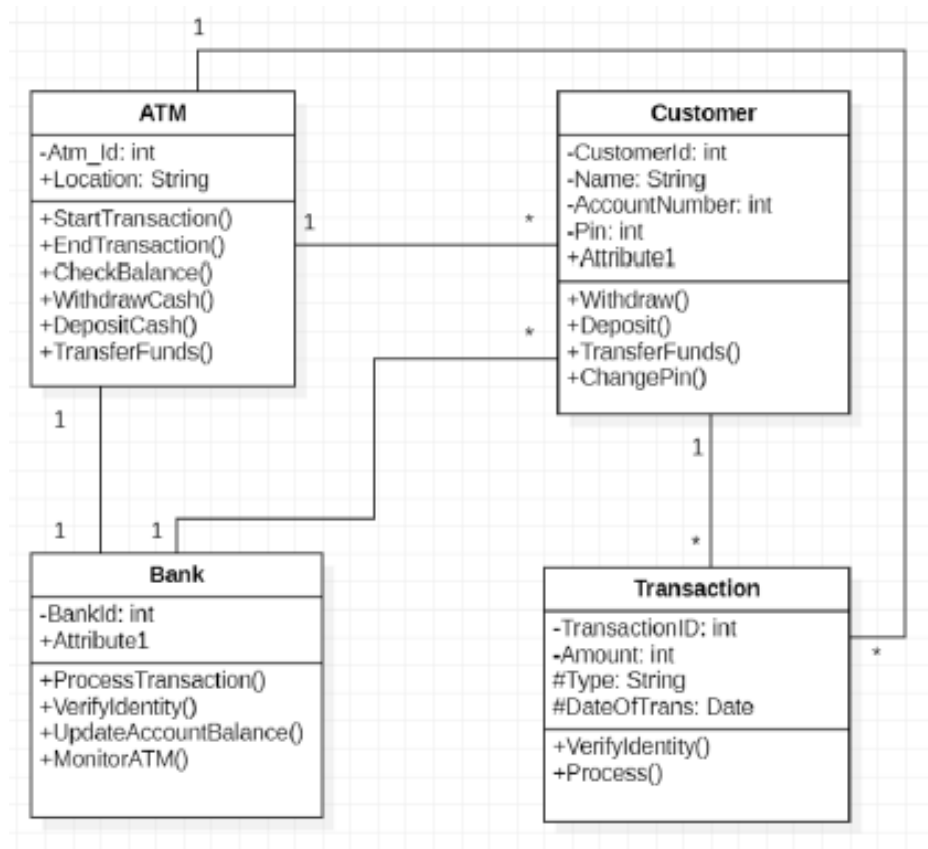 1
ATM
-Atm_Id: int
+Location: String
+StartTransaction()
+EndTransaction()
+CheckBalance()
+WithdrawCash()
+DepositCash()
+TransferFunds()
1
*
Customer
-CustomerId: int
-Name: String
-AccountNumber: int
-Pin: int
+Attribute1
+Withdraw()
+Deposit()
+TransferFunds()
+ChangePin()
*
1
1
1
1
*
Bank
-BankId: int
+Attribute1
+ProcessTransaction()
+VerifyIdentity()
+UpdateAccountBalance()
+MonitorATM()
Transaction
-TransactionID: int
-Amount: int
#Type: String
#DateOfTrans: Date
+VerifyIdentity()
+Process()
*